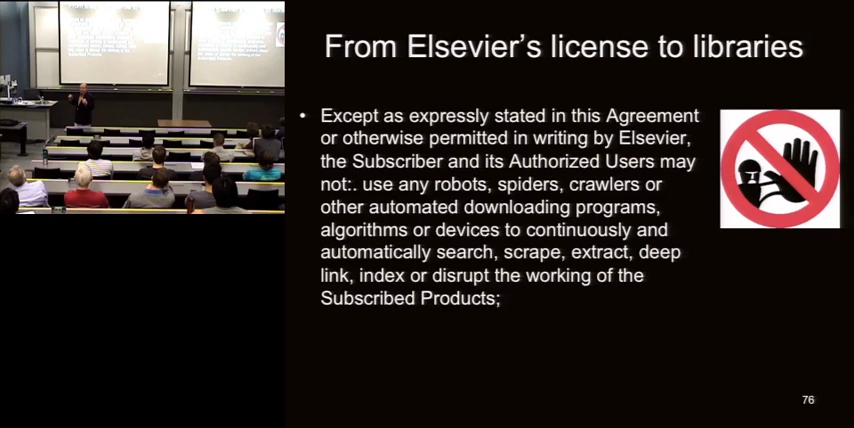 From Elsevier's license to libraries
• Except as expressly stated in this Agreement
or otherwise permitted in writing by Elsevier,
the Subscriber and its Authorized Users may
not:. use any robots, spiders, crawlers or
other automated downloading programs,
algorithms or devices to continuously and
automatically search, scrape, extract, deep
link, index or disrupt the working of the
Subscribed Products;
76